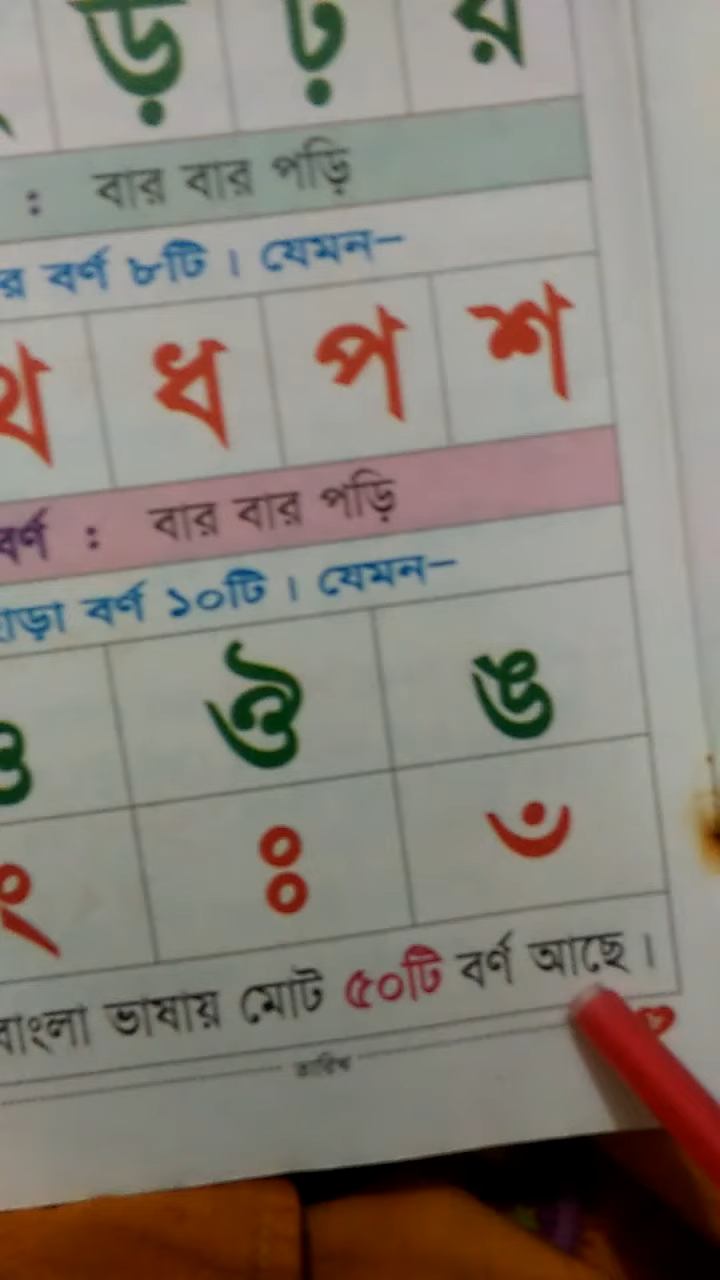 ড় ঢ় য়
: বার বার পড়ি
র বর্ণ ৮টি । যেমন–
থ ধ প শ
বর্ণ : বার বার পড়ি
বর্ণ ১০টি । যেমন–
ঐ ঙ
ং ঃ ঁ
বাংলা ভাষায় মোট ৫০টি বর্ণ আছে ।
তারিখ